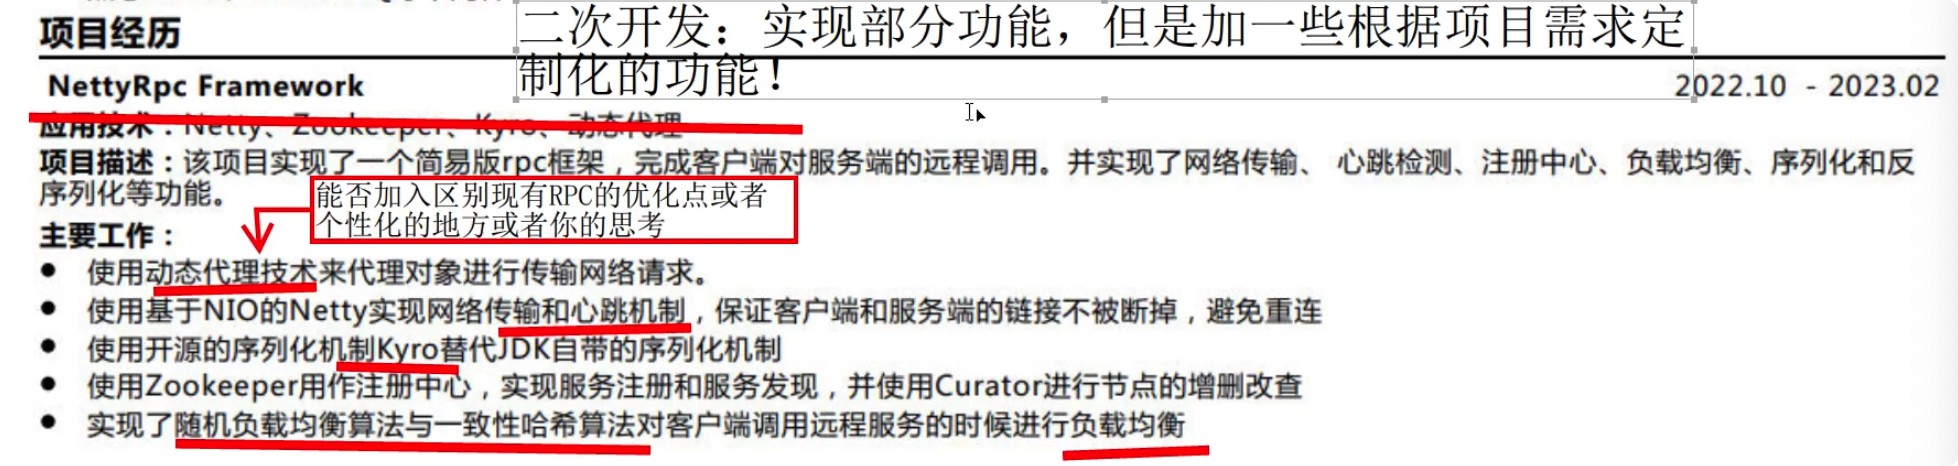 二次开发：实现部分功能，但是加一些根据项目需求定
制化的功能！
项目经历
NettyRpc Framework
2022.10 - 2023.02
应用技术：Netty、Zookeeper、Kyro、动态代理
项目描述：该项目实现了一个简易版rpc框架，完成客户端对服务端的远程调用。并实现了网络传输、 心跳检测、注册中心、负载均衡、序列化和反
序列化等功能。
能否加入区别现有RPC的优化点或者
个性化的地方或者你的思考
主要工作：
● 使用动态代理技术来代理对象进行传输网络请求。
● 使用基于NIO的Netty实现网络传输和心跳机制，保证客户端和服务端的链接不被断掉，避免重连
● 使用开源的序列化机制Kyro替代JDK自带的序列化机制
● 使用Zookeeper用作注册中心，实现服务注册和服务发现，并使用Curator进行节点的增删改查
● 实现了随机负载均衡算法与一致性哈希算法对客户端调用远程服务的时候进行负载均衡